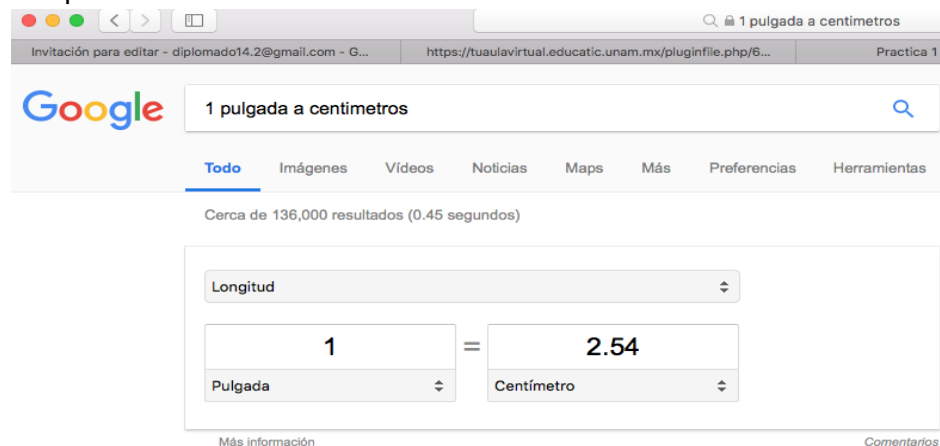 1 pulgada a centimetros
Invitación para editar - diplomado14.2@gmail.com - G... https://tuaulavirtual.educatic.unam.mx/pluginfile.php/6... Practica 1
Google 1 pulgada a centimetros
Todo Imágenes Vídeos Noticias Maps Más Preferencias Herramientas
Cerca de 136,000 resultados (0.45 segundos)
Longitud
1 = 2.54
Pulgada Centímetro
Más información Comentarios